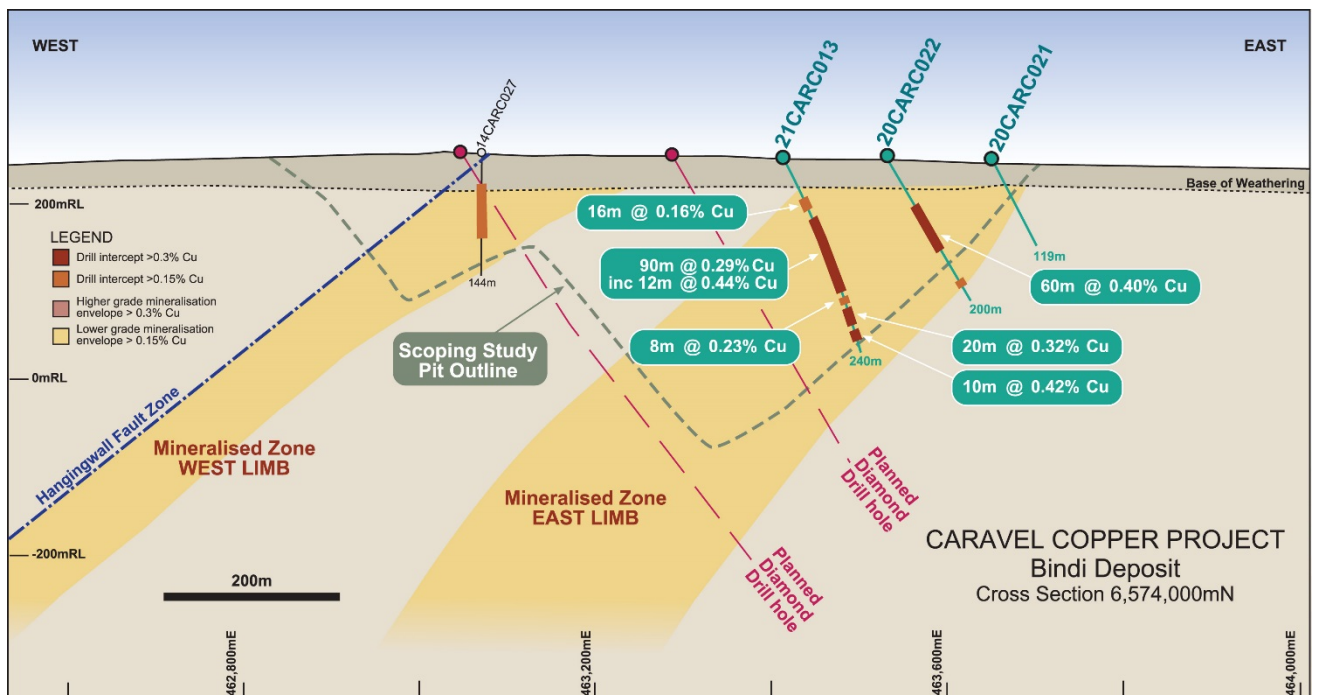 WEST
EAST
14CARC027
21CARC013
20CARC022
20CARC021
Base of Weathering
200mRL
LEGEND
Drill intercept >0.3% Cu
Drill intercept >0.15% Cu
Higher grade mineralisation
envelope > 0.3% Cu
Lower grade mineralisation
envelope > 0.15% Cu
144m
16m @ 0.16% Cu
90m @ 0.29% Cu
inc 12m @ 0.44% Cu
8m @ 0.23% Cu
119m
60m @ 0.40% Cu
200m
20m @ 0.32% Cu
240m
10m @ 0.42% Cu
Scoping Study
Pit Outline
0mRL
Hangingwall Fault Zone
Mineralised Zone
WEST LIMB
Mineralised Zone
EAST LIMB
Planned
Diamond
Drill hole
Planned
Diamond
Drill hole
-200mRL
200m
CARAVEL COPPER PROJECT
Bindi Deposit
Cross Section 6,574,000mN
462,800mE
463,200mE
463,600mE
464,000mE